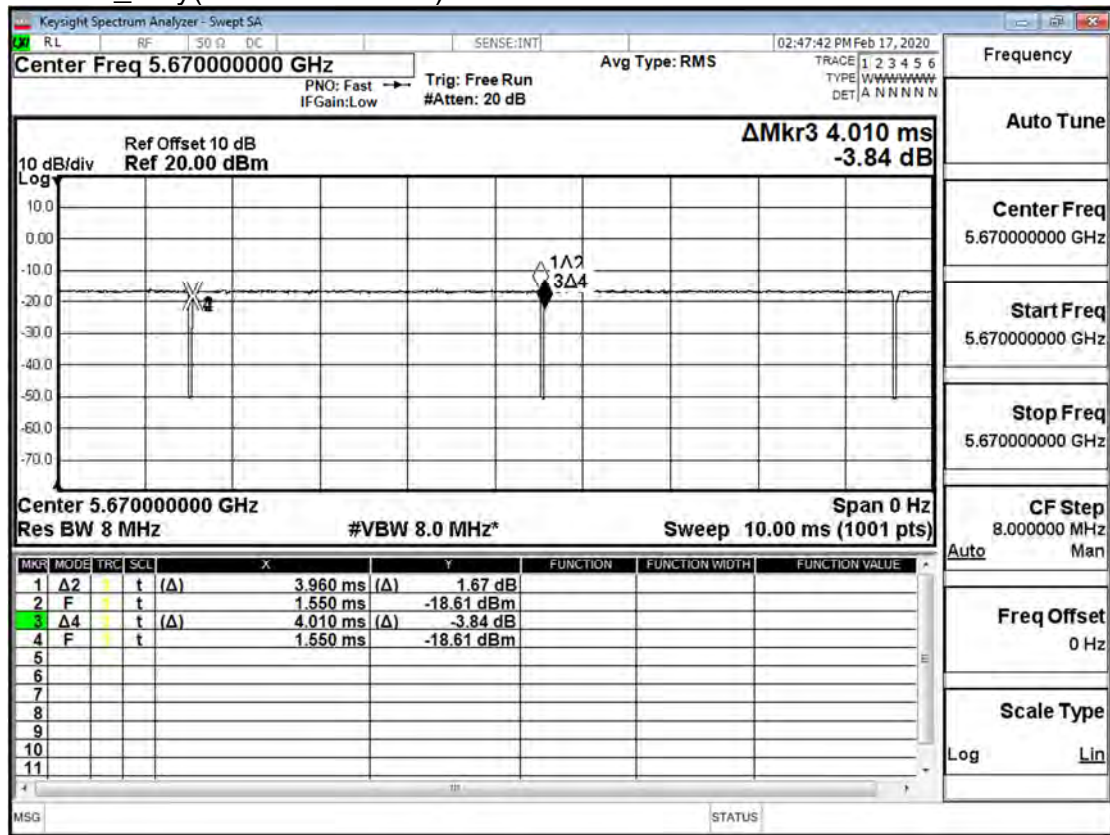 Keysight Spectrum Analyzer - Swept SA
RL RF 50 Ω DC SENSE:INT 02:47:42 PM Feb 17, 2020
Center Freq 5.670000000 GHz Avg Type: RMS TRACE 1 2 3 4 5 6
PNO: Fast Trig: Free Run TYPE WWWWWW
IFGain:Low #Atten: 20 dB DET A N N N N N
ΔMkr3 4.010 ms
-3.84 dB
Ref Offset 10 dB
10 dB/div Ref 20.00 dBm
Log
10.0
0.00
-10.0
-20.0
-30.0
-40.0
-50.0
-60.0
-70.0
1Δ2
3Δ4
Center 5.670000000 GHz Span 0 Hz
Res BW 8 MHz #VBW 8.0 MHz* Sweep 10.00 ms (1001 pts)
MKR MODE TRC SCL X Y FUNCTION FUNCTION WIDTH FUNCTION VALUE
1 Δ2 1 t (Δ) 3.960 ms (Δ) 1.67 dB
2 F 1 t 1.550 ms -18.61 dBm
3 Δ4 1 t (Δ) 4.010 ms (Δ) -3.84 dB
4 F 1 t 1.550 ms -18.61 dBm
5
6
7
8
9
10
11
MSG STATUS
Frequency
Auto Tune
Center Freq
5.670000000 GHz
Start Freq
5.670000000 GHz
Stop Freq
5.670000000 GHz
CF Step
8.000000 MHz
Auto Man
Freq Offset
0 Hz
Scale Type
Log Lin